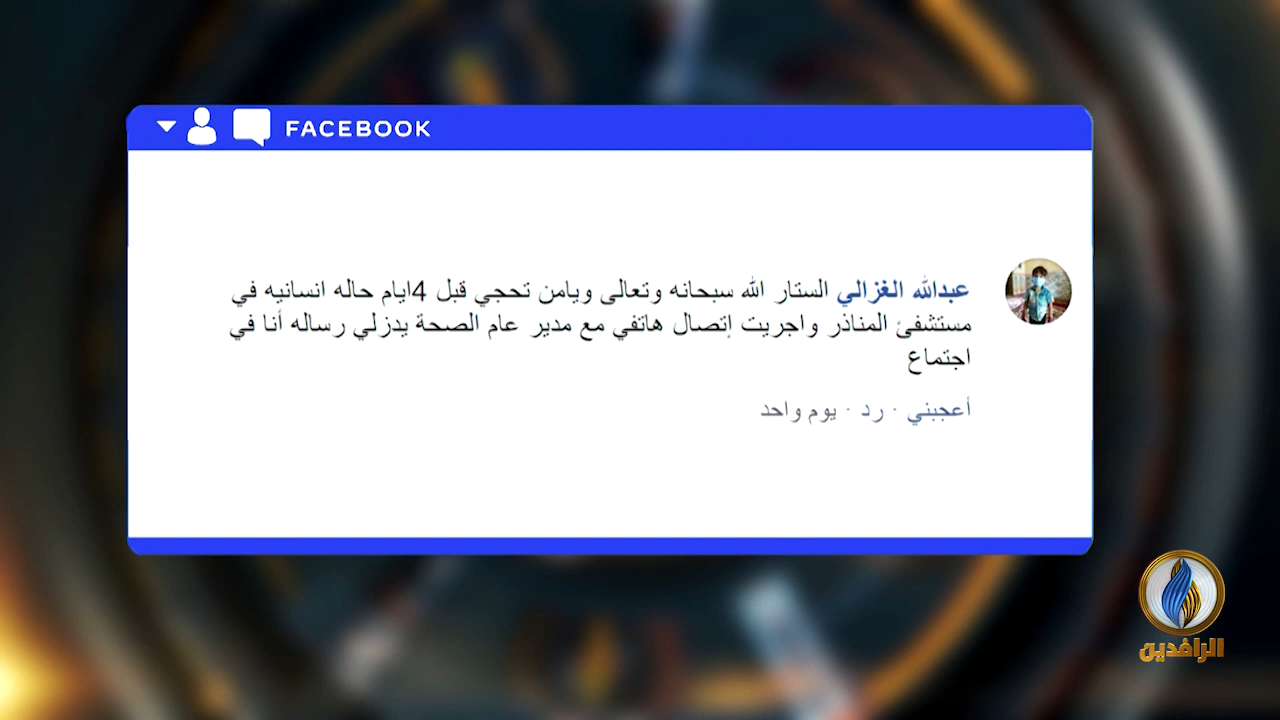 FACEBOOK
عبدالله الغزالي الستار الله سبحانه وتعالى ويامن تحجي قبل 4ايام حاله انسانيه في
مستشفئ المناذر واجريت إتصال هاتفي مع مدير عام الصحة يدزلي رساله أنا في
اجتماع
أعجبني · رد · يوم واحد
الرافدين